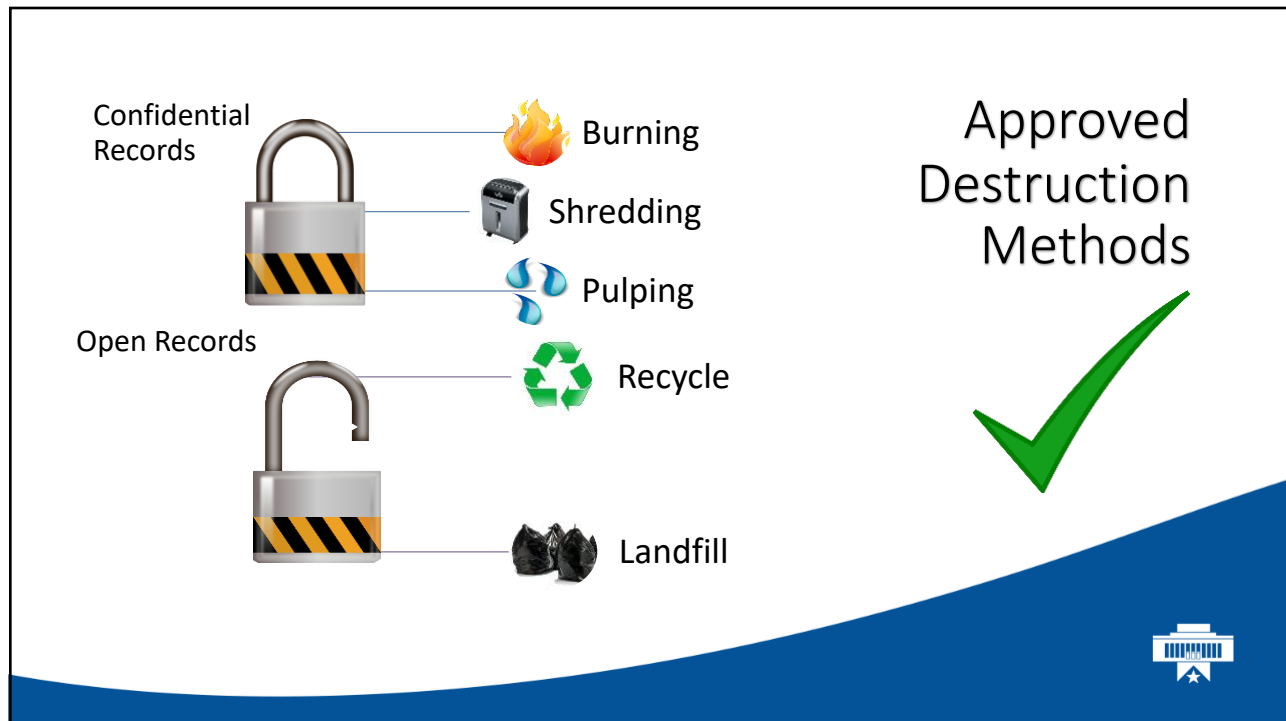 Confidential
Records
Burning
Shredding
Pulping
Open Records
Recycle
Landfill
Approved
Destruction
Methods